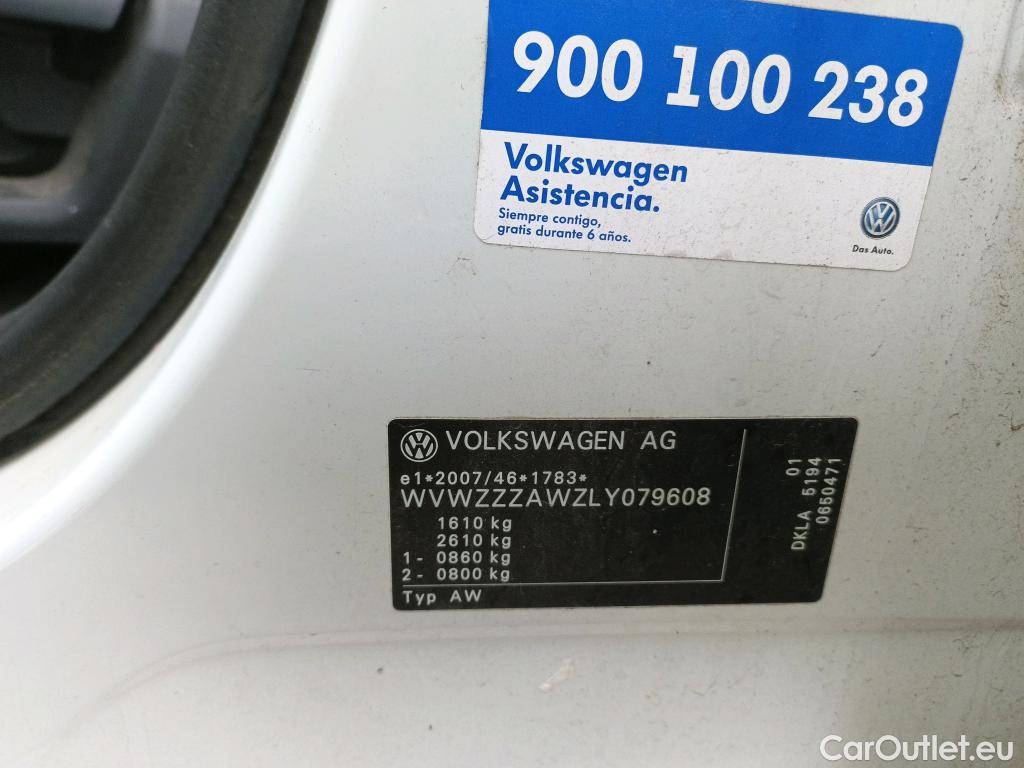 900 100 238
Volkswagen
Asistencia.
Siempre contigo,
gratis durante 6 años.
Das Auto.
VOLKSWAGEN AG
e1*2007/46*1783*
WVWZZZAWZLY079608
1610 kg
2610 kg
1- 0860 kg
2- 0800 kg
Typ AW
01
DKLA 5194
0650471
CarOutlet.eu